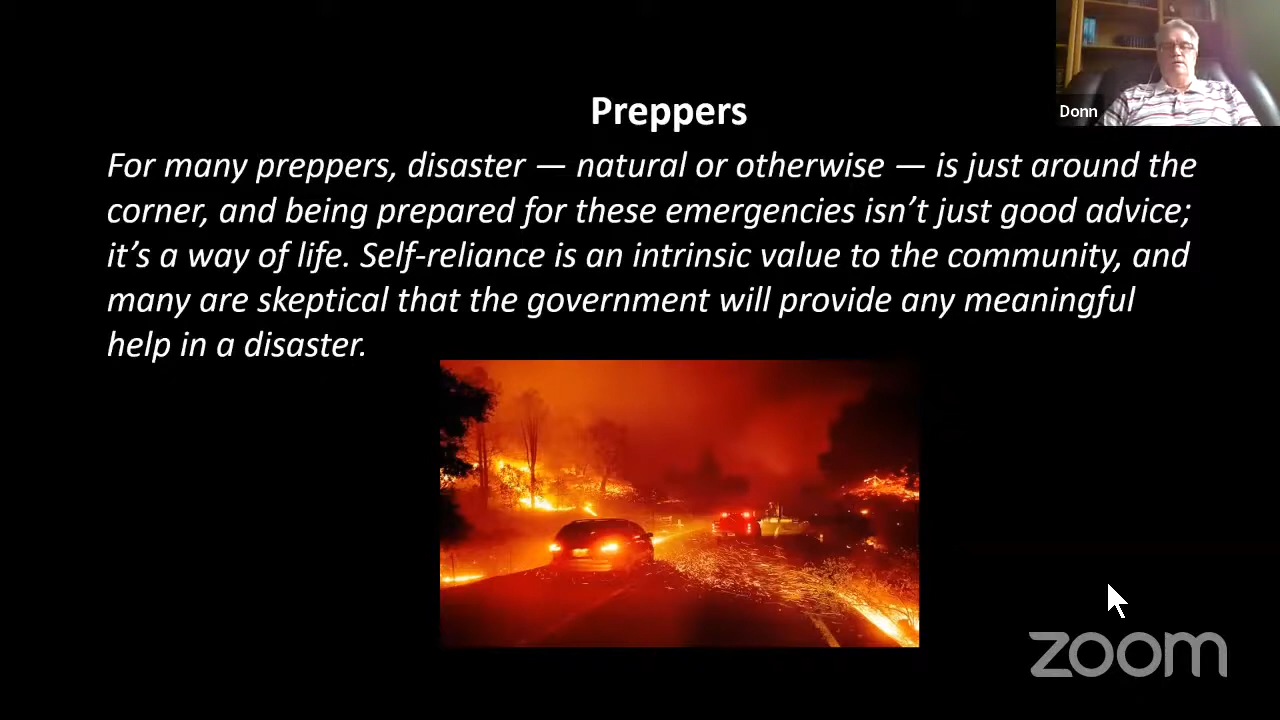 Preppers
For many preppers, disaster — natural or otherwise — is just around the
corner, and being prepared for these emergencies isn’t just good advice;
it’s a way of life. Self-reliance is an intrinsic value to the community, and
many are skeptical that the government will provide any meaningful
help in a disaster.
Donn
zoom